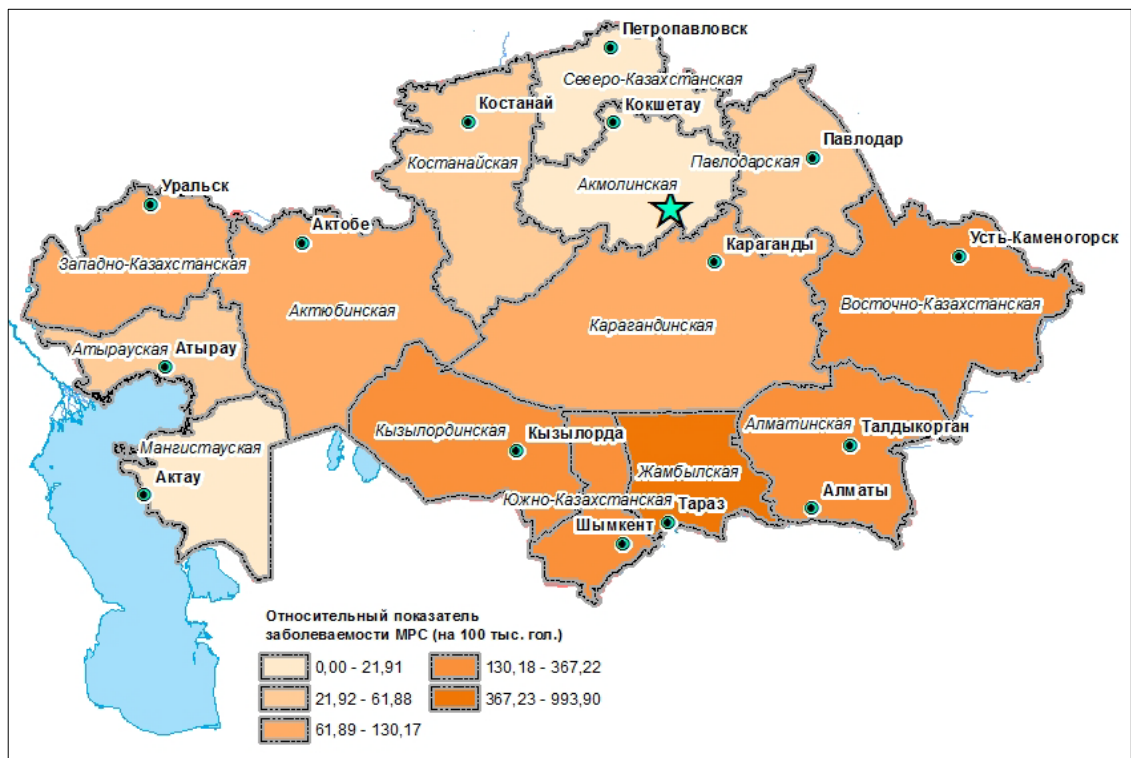 Петропавловск
Северо-Казахстанская
Костанай
Кокшетау
Костанайская
Павлодар
Павлодарская
Акмолинская
Уральск
Актобе
Караганды
Усть-Каменогорск
Западно-Казахстанская
Актюбинская
Восточно-Казахстанская
Карагандинская
Атырауская
Атырау
Алматинская
Талдыкорган
Кызылординская
Кызылорда
Мангистауская
Жамбылская
Актау
Южно-Казахстанская
Алматы
Тараз
Шымкент
Относительный показатель
заболеваемости МРС (на 100 тыс. гол.)
0,00 - 21,91
21,92 - 61,88
61,89 - 130,17
130,18 - 367,22
367,23 - 993,90